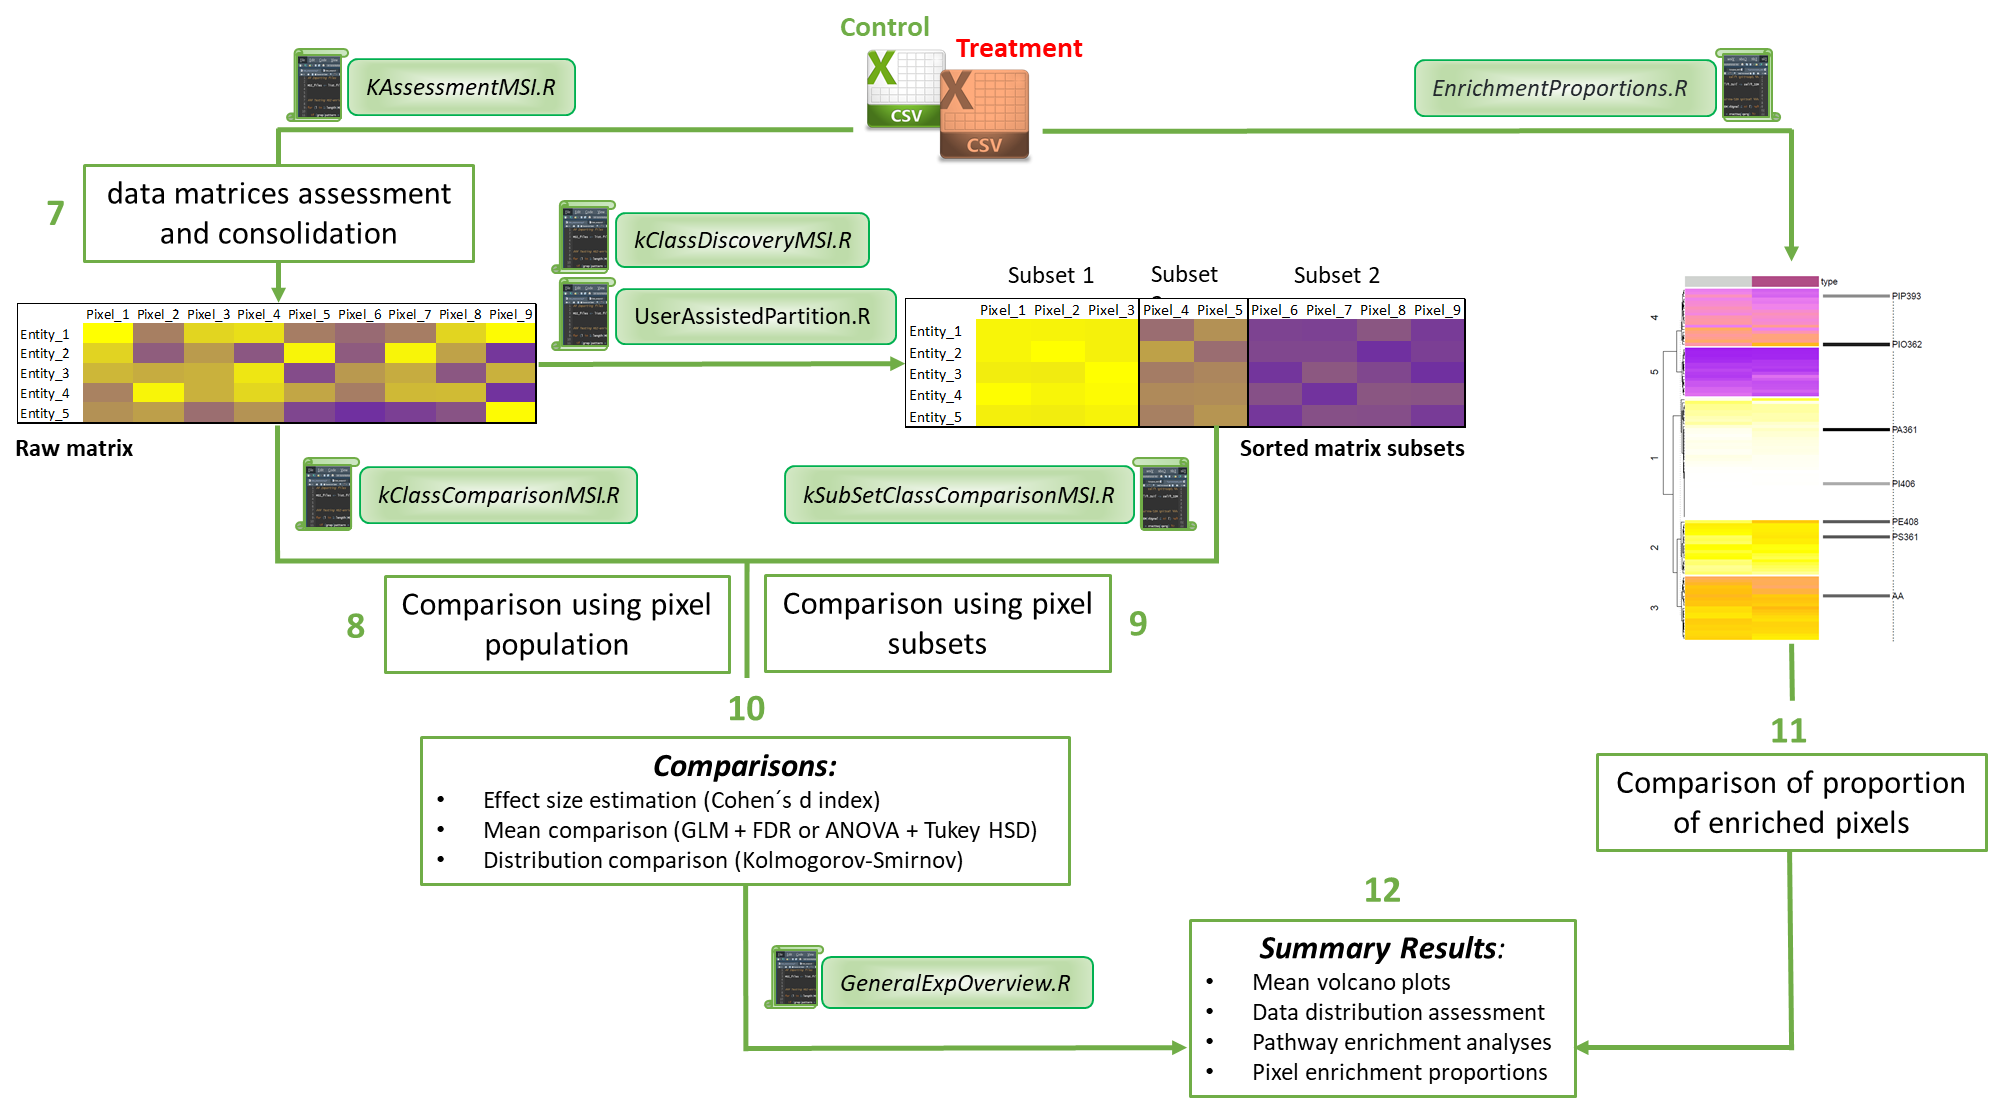 Control
Treatment
CSV
CSV
KAssessmentMSI.R
EnrichmentProportions.R
7
data matrices assessment
and consolidation
kClassDiscoveryMSI.R
UserAssistedPartition.R
Pixel_1 Pixel_2 Pixel_3 Pixel_4 Pixel_5 Pixel_6 Pixel_7 Pixel_8 Pixel_9
Entity_1
Entity_2
Entity_3
Entity_4
Entity_5
Raw matrix
Subset 1 Subset Subset 2
Pixel_1 Pixel_2 Pixel_3 Pixel_4 Pixel_5 Pixel_6 Pixel_7 Pixel_8 Pixel_9
Entity_1
Entity_2
Entity_3
Entity_4
Entity_5
Sorted matrix subsets
kClassComparisonMSI.R
kSubSetClassComparisonMSI.R
8
Comparison using pixel
population
Comparison using pixel
subsets
9
10
Comparisons:
• Effect size estimation (Cohen´s d index)
• Mean comparison (GLM + FDR or ANOVA + Tukey HSD)
• Distribution comparison (Kolmogorov-Smirnov)
GeneralExpOverview.R
type
4
5
1
2
3
PIP393
PIO362
PA361
PI406
PE408
PS361
AA
11
Comparison of proportion
of enriched pixels
12
Summary Results:
• Mean volcano plots
• Data distribution assessment
• Pathway enrichment analyses
• Pixel enrichment proportions